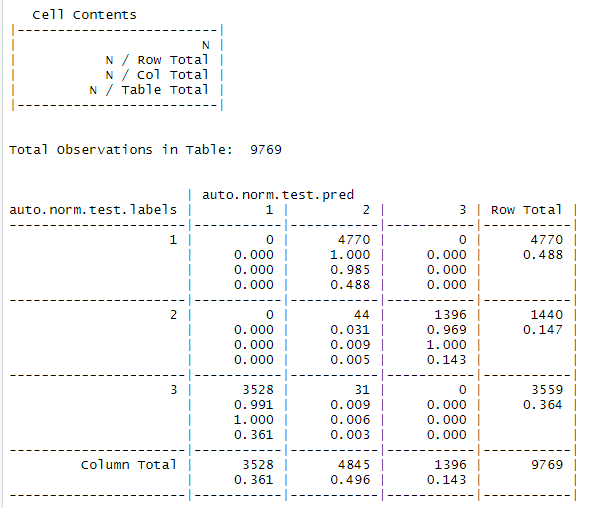 Cell Contents
|-------------------------|
|                       N |
|           N / Row Total |
|           N / Col Total |
|         N / Table Total |
|-------------------------|
Total Observations in Table:  9769
                      | auto.norm.test.pred
auto.norm.test.labels |         1 |         2 |         3 | Row Total |
----------------------|-----------|-----------|-----------|-----------|
                    1 |         0 |      4770 |         0 |      4770 |
                      |     0.000 |     1.000 |     0.000 |     0.488 |
                      |     0.000 |     0.985 |     0.000 |           |
                      |     0.000 |     0.488 |     0.000 |           |
----------------------|-----------|-----------|-----------|-----------|
                    2 |         0 |        44 |      1396 |      1440 |
                      |     0.000 |     0.031 |     0.969 |     0.147 |
                      |     0.000 |     0.009 |     1.000 |           |
                      |     0.000 |     0.005 |     0.143 |           |
----------------------|-----------|-----------|-----------|-----------|
                    3 |      3528 |        31 |         0 |      3559 |
                      |     0.991 |     0.009 |     0.000 |     0.364 |
                      |     1.000 |     0.006 |     0.000 |           |
                      |     0.361 |     0.003 |     0.000 |           |
----------------------|-----------|-----------|-----------|-----------|
         Column Total |      3528 |      4845 |      1396 |      9769 |
                      |     0.361 |     0.496 |     0.143 |           |
----------------------|-----------|-----------|-----------|-----------|